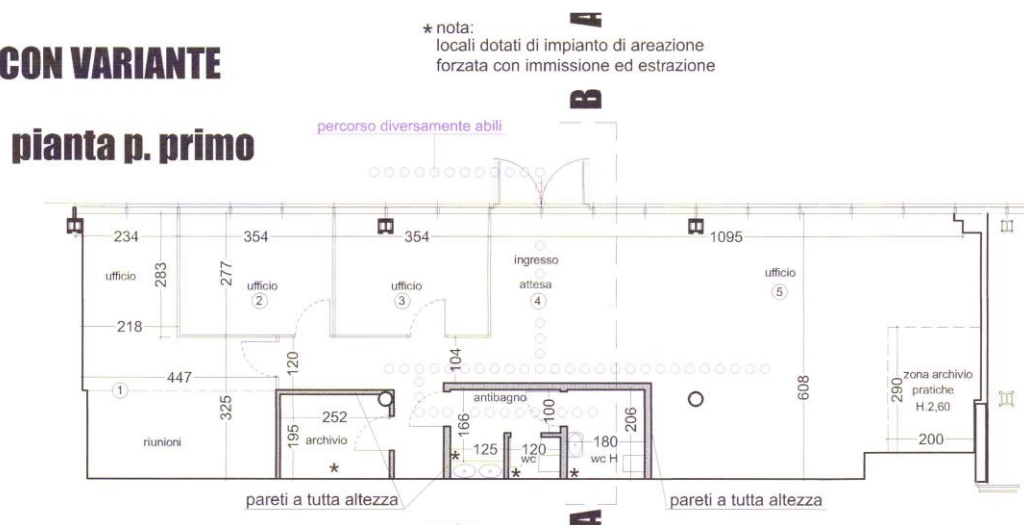 A
* nota:
locali dotati di impianto di areazione
forzata con immissione ed estrazione
CON VARIANTE
B
percorso diversamente abili
pianta p. primo
234
354
354
1095
ufficio
283
277
ufficio
2
ufficio
3
ingresso
attesa
4
ufficio
5
218
120
104
447
1
325
608
zona archivio
pratiche
H.2,60
290
200
antibagno
100
252
195
archivio
*
166
125
120
wc
180
wc H
206
*
*
*
riunioni
pareti a tutta altezza
pareti a tutta altezza
A